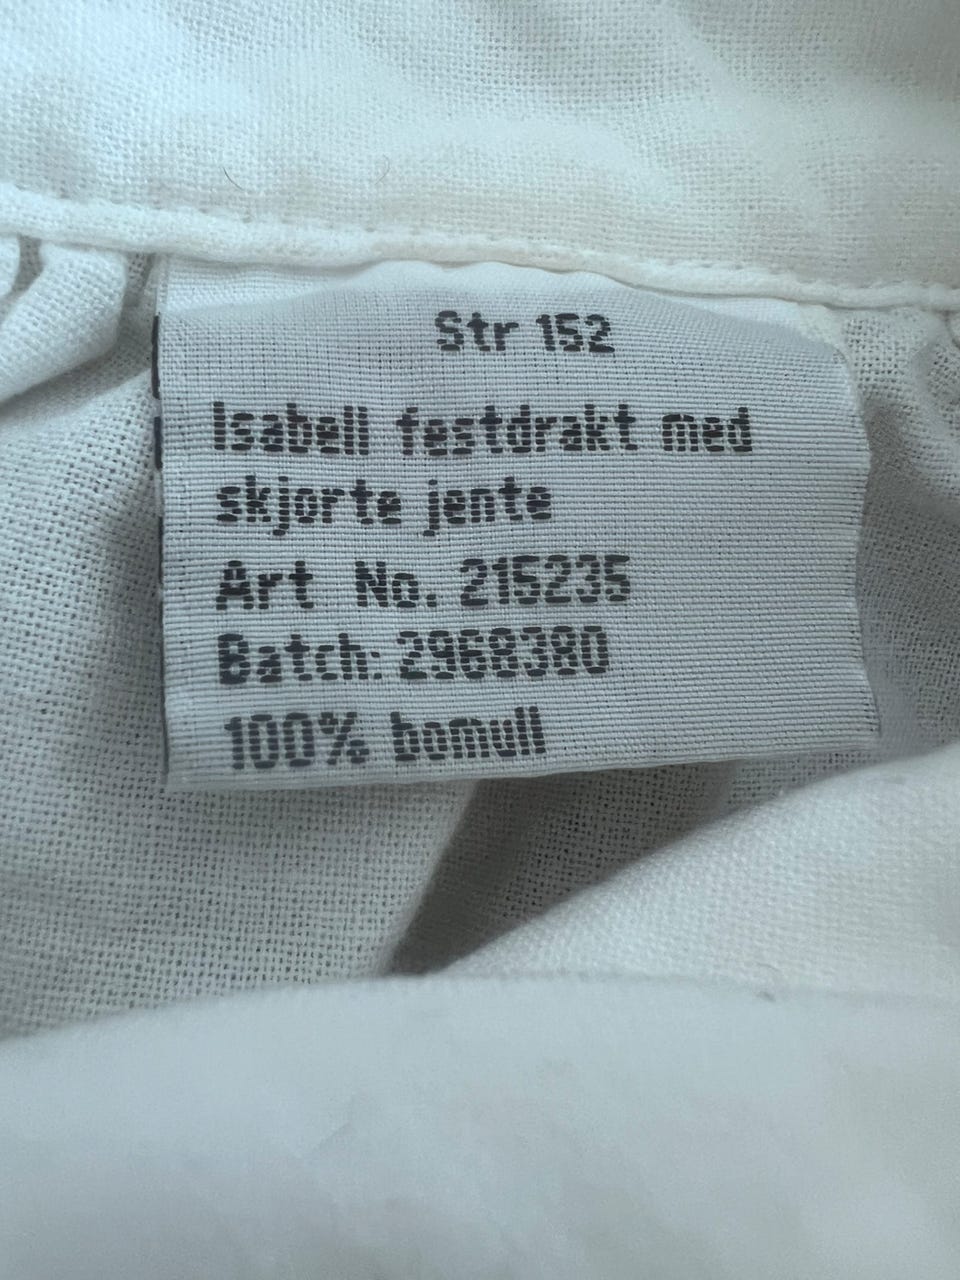 Str 152
Isabell festdrakt med
skjorte jente
Art No. 215235
Batch: 2968380
100% bomull